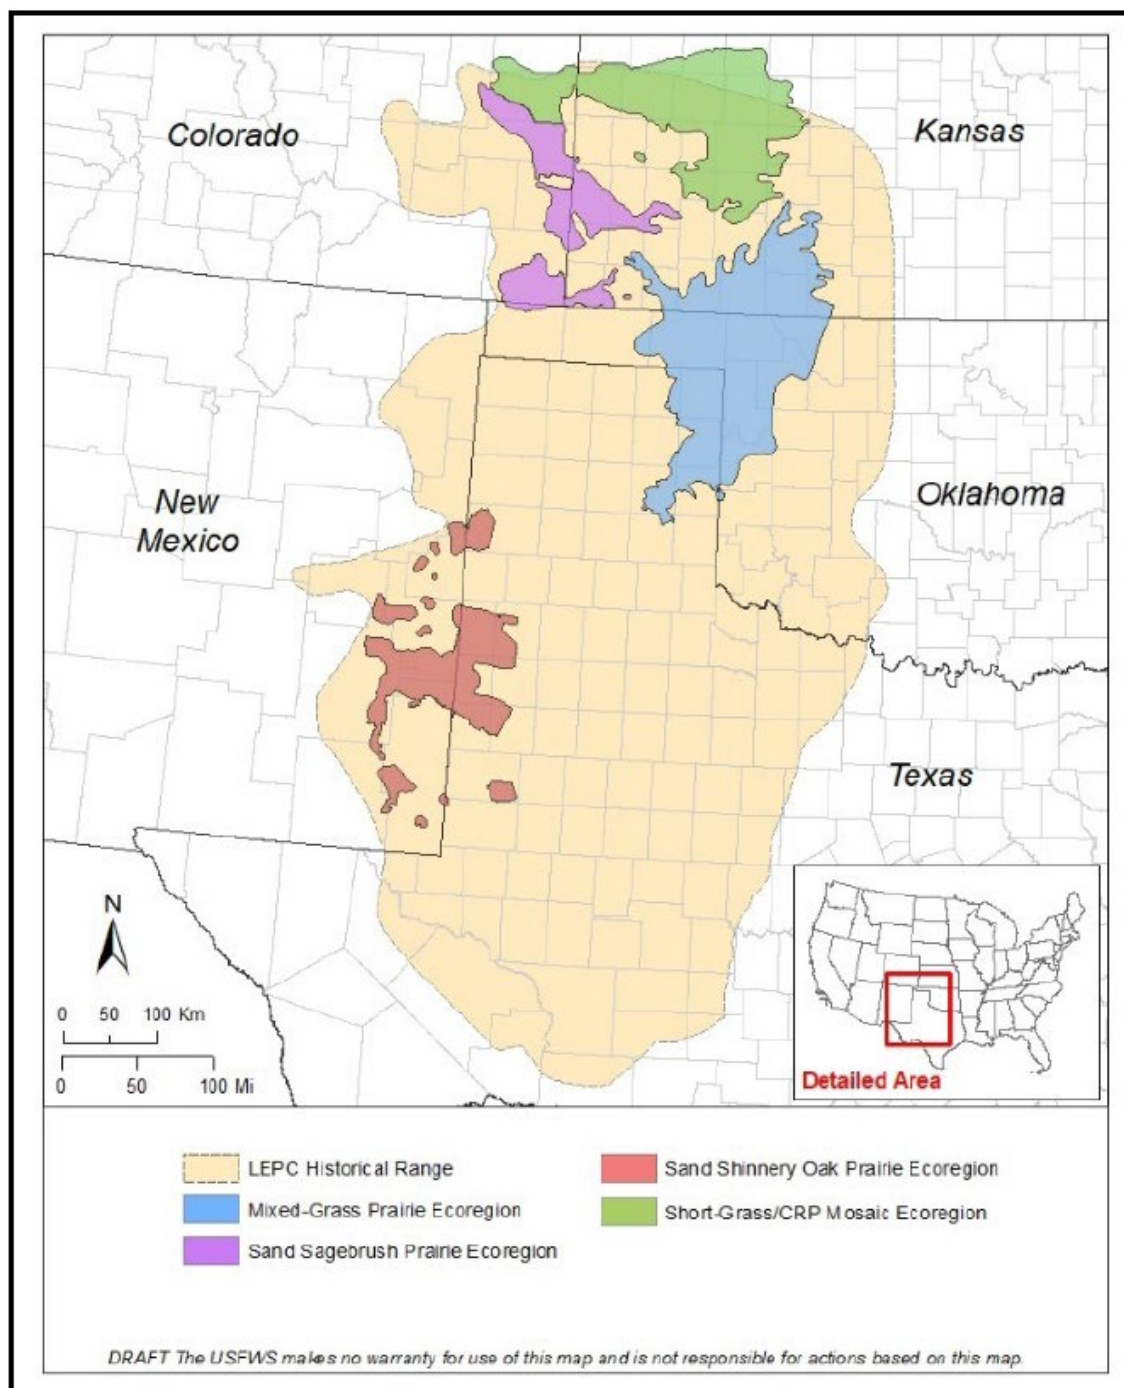 Colorado
Kansas
New
Mexico
Oklahoma
Texas
N
0 50 100 Km
0 50 100 Mi
Detailed Area
LEPC Historical Range
Mixed-Grass Prairie Ecoregion
Sand Sagebrush Prairie Ecoregion
Sand Shinnery Oak Prairie Ecoregion
Short-Grass/CRP Mosaic Ecoregion
DRAFT The USFWS makes no warranty for use of this map and is not responsible for actions based on this map.